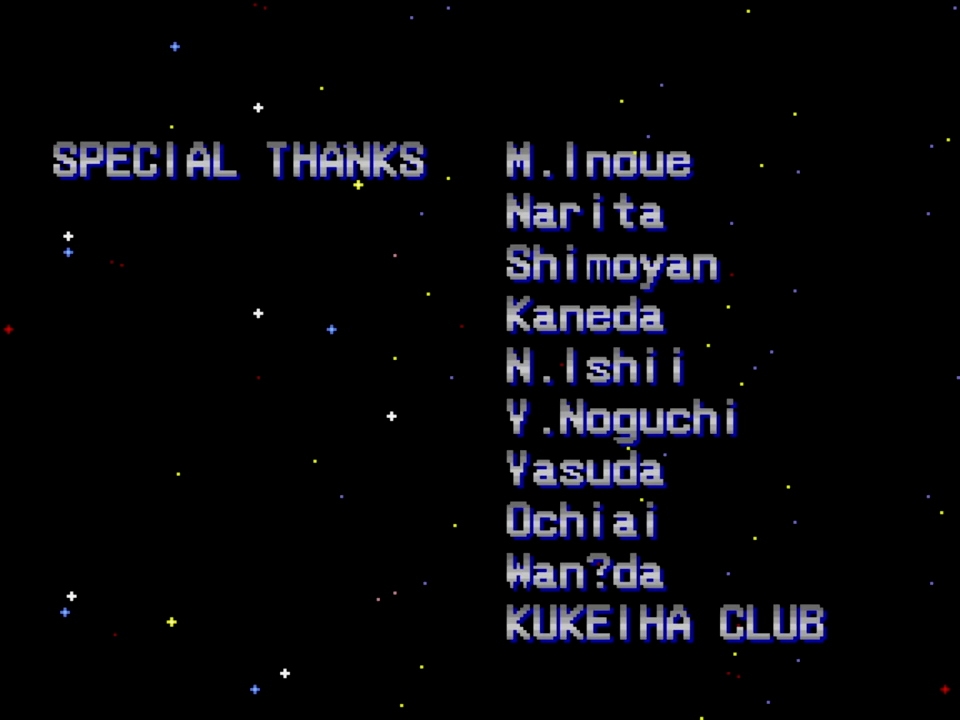 SPECIAL THANKS
M.Inoue
Narita
Shimoyan
Kaneda
N.Ishii
Y.Noguchi
Yasuda
Ochiai
Wan?da
KUKEIHA CLUB